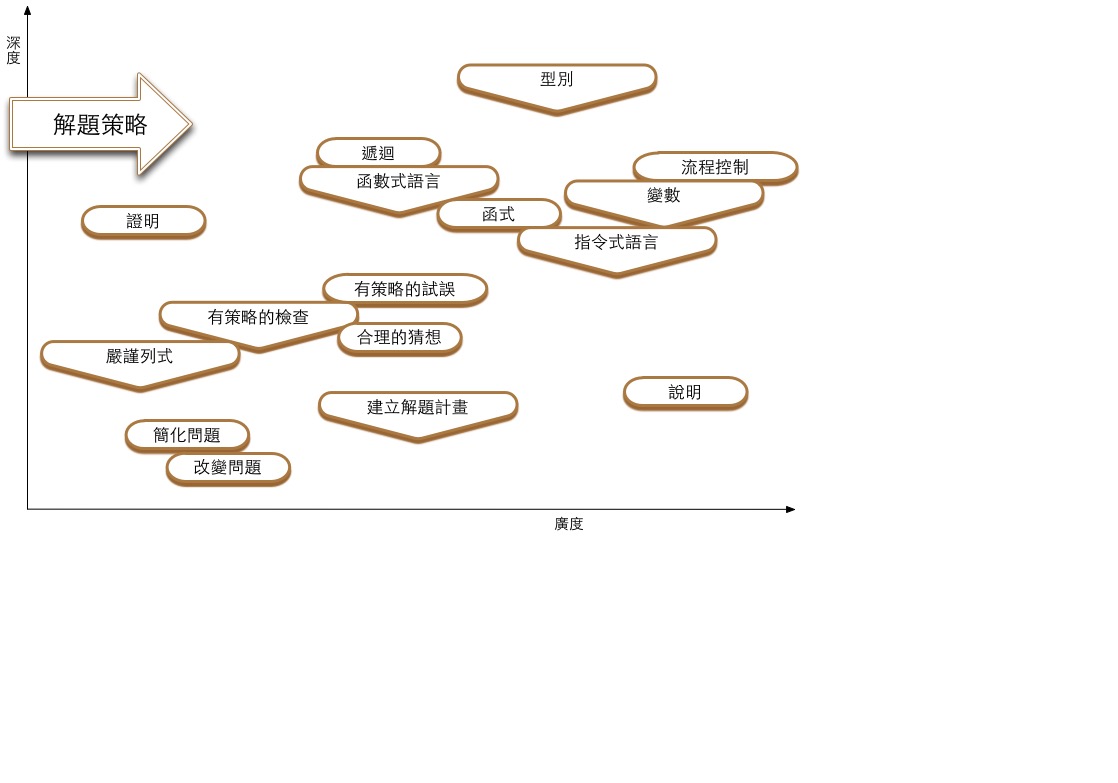 深
度
型別
解題策略
遞迴
流程控制
函數式語言
變數
函式
證明
指令式語言
有策略的試誤
有策略的檢查
合理的猜想
嚴謹列式
說明
建立解題計畫
簡化問題
改變問題
廣度